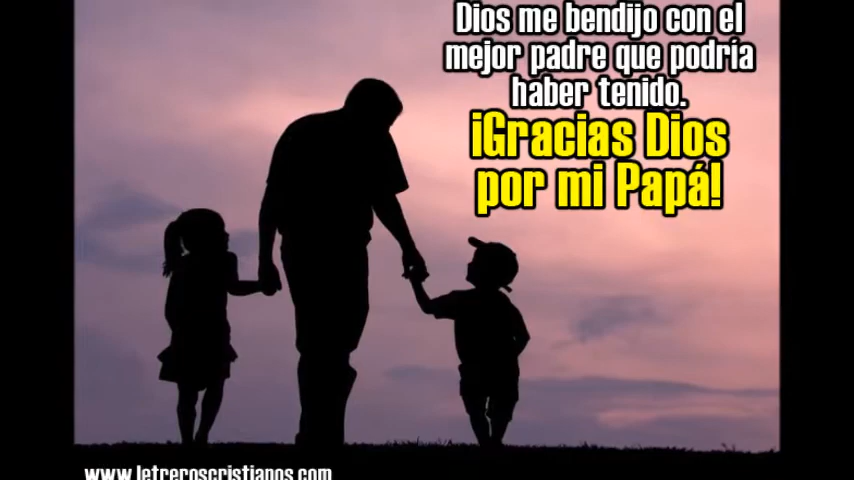 Dios me bendijo con el
mejor padre que podría
haber tenido.
¡Gracias Dios
por mi Papá!
www.letreroscristianos.com